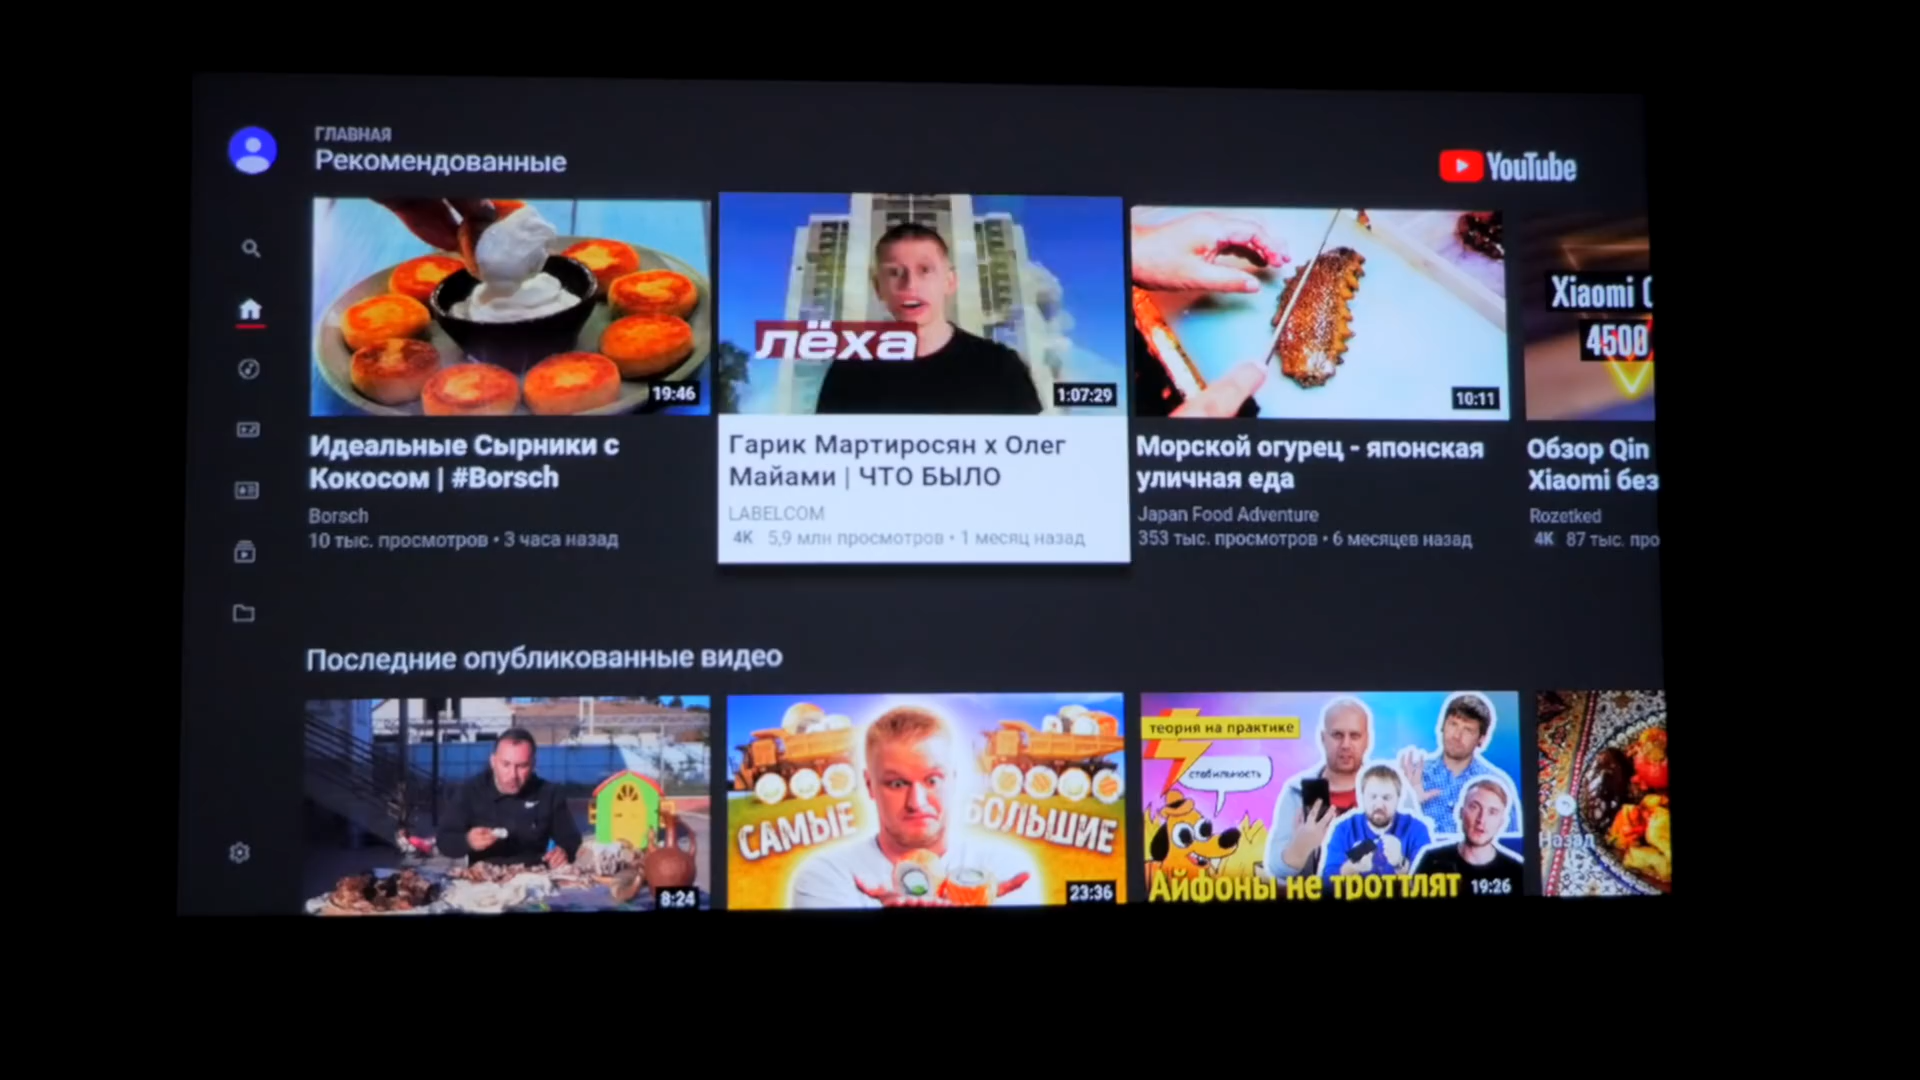 ГЛАВНАЯ
Рекомендованные
YouTube
19:46
лёха
1:07:29
10:11
Xiaomi
4500
Идеальные Сырники с
Кокосом | #Borsch
Borsch
10 тыс. просмотров • 3 часа назад
Гарик Мартиросян х Олег
Майами | ЧТО БЫЛО
LABELCOM
4K 5,9 млн просмотров • 1 месяц назад
Морской огурец - японская
уличная еда
Japan Food Adventure
353 тыс. просмотров • 6 месяцев назад
Обзор Qin
Xiaomi без
Rozetked
4K 87 тыс. про
Последние опубликованные видео
8:24
САМЫЕ БОЛЬШИЕ
23:36
теория на практике
стабильность
Айфоны не троттлят
19:26
Назад